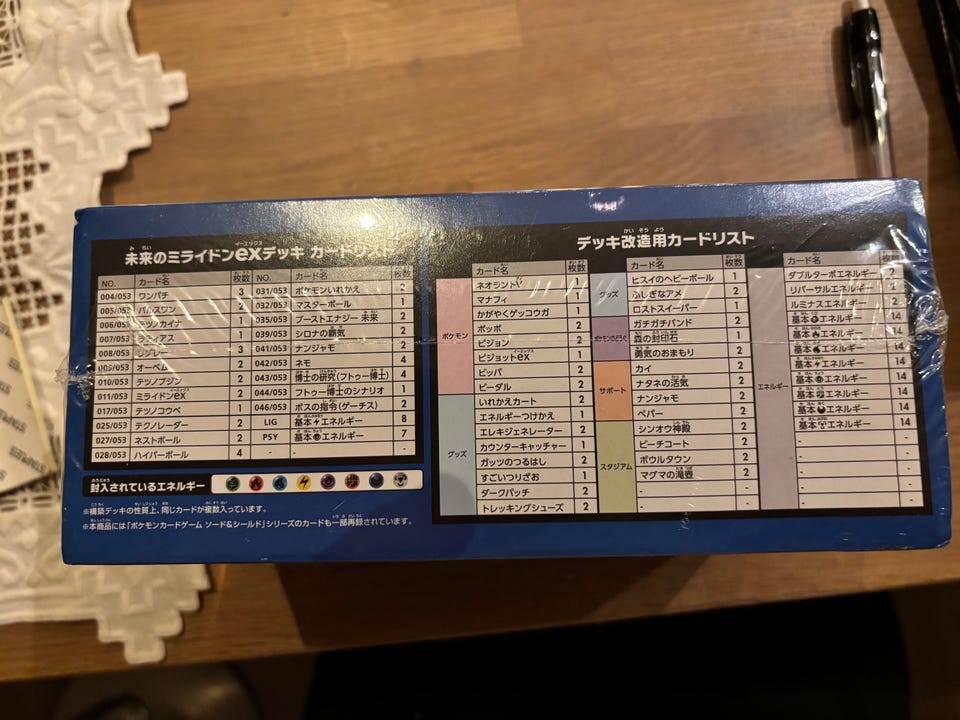 未来のミライドンexデッキ カードリスト
NO. カード名 枚数 NO. カード名 枚数
004/053 ワンパチ 3 031/053 ポケモンいれかえ 2
005/053 パルスワン 2 032/053 マスターボール 1
006/053 テツノカイナ 1 035/053 ブーストエナジー 未来 2
007/053 ラティアス 039/053 シロナの覇気 2
008/053 リグレー 3 041/053 ナンジャモ 2
009/053 オーベム 2 042/053 ネモ 4
010/053 テツノブジン 2 043/053 博士の研究(フトゥー博士) 4
011/053 ミライドンex 2 044/053 フトゥー博士のシナリオ 1
017/053 テツノコウベ 1 046/053 ボスの指令(ゲーチス) 2
025/053 テクノレーダー 2 LIG 基本エネルギー 8
027/053 ネストボール 2 PSY 基本エネルギー 7
028/053 ハイパーボール 4 - - -
封入されているエネルギー
※構築デッキの性質上、同じカードが複数入っています。
※本商品には「ポケモンカードゲーム ソード&シールド」シリーズのカードも一部再録されています。
デッキ改造用カードリスト
カード名 枚数
ポケモン
ネオラントV 1
マナフィ 1
かがやくゲッコウガ 1
ポッポ 2
ピジョン 2
ピジョットex 1
ビッパ 2
ビーダル 2
グッズ
いれかえカート 2
エネルギーつけかえ 1
エレキジェネレーター 2
カウンターキャッチャー 1
ガッツのつるはし 2
すごいつりざお 1
ダークパッチ 2
トレッキングシューズ 2
カード名 枚数
グッズ
ヒスイのヘビーボール 1
ふしぎなアメ 2
ロストスイーパー 1
ポケモンのどうぐ
ガチガチバンド 2
森の封印石 1
勇気のおまもり 2
サポート
カイ 2
ナタネの活気 2
ナンジャモ 2
ペパー 2
スタジアム
シンオウ神殿 2
ビーチコート 2
ボウルタウン 2
マグマの滝壺 2
- -
- -
カード名 枚数
エネルギー
ダブルターボエネルギー 2
リバーサルエネルギー 2
ルミナスエネルギー 2
基本エネルギー 14
基本エネルギー 14
基本エネルギー 14
基本エネルギー 14
基本エネルギー 14
基本エネルギー 14
基本エネルギー 14
基本エネルギー 14
- -
- -
- -
- -
- -